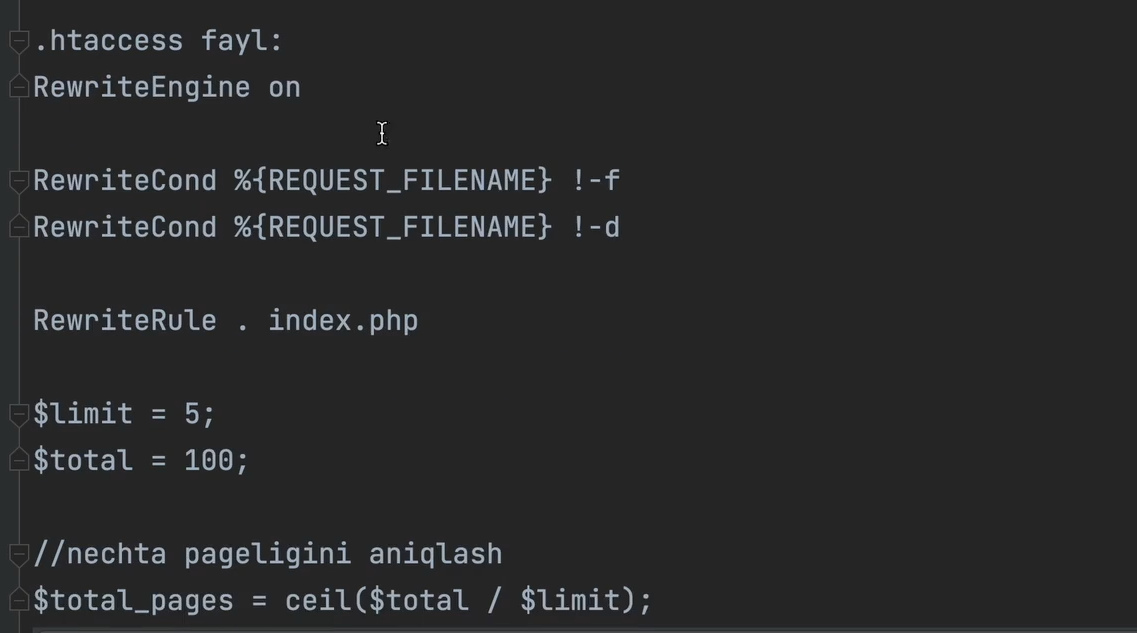 .htaccess fayl:
RewriteEngine on
RewriteCond %{REQUEST_FILENAME} !-f
RewriteCond %{REQUEST_FILENAME} !-d
RewriteRule . index.php
$limit = 5;
$total = 100;
//nechta pageligini aniqlash
$total_pages = ceil($total / $limit);